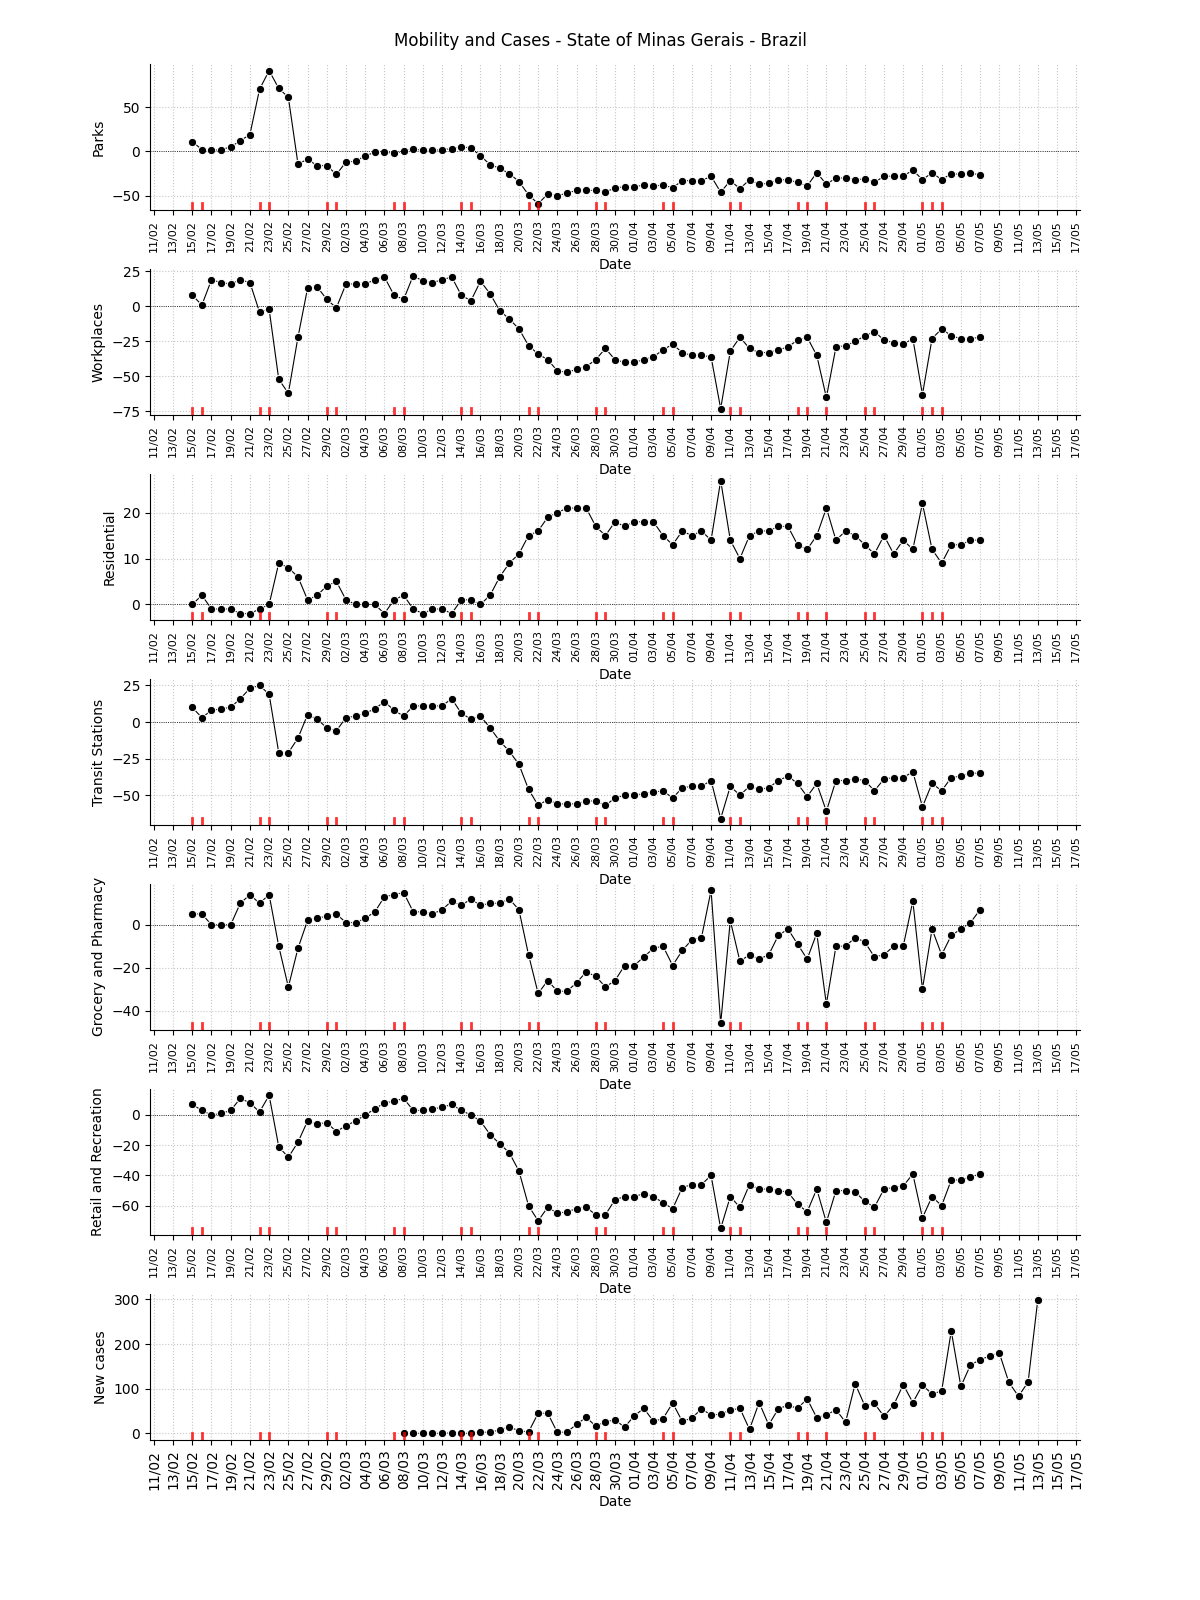 Mobility and Cases - State of Minas Gerais - Brazil
Parks
50
0
−50
11/02 13/02 15/02 17/02 19/02 21/02 23/02 25/02 27/02 29/02 02/03 04/03 06/03 08/03 10/03 12/03 14/03 16/03 18/03 20/03 22/03 24/03 26/03 28/03 30/03 01/04 03/04 05/04 07/04 09/04 11/04 13/04 15/04 17/04 19/04 21/04 23/04 25/04 27/04 29/04 01/05 03/05 05/05 07/05 09/05 11/05 13/05 15/05 17/05
Date
Workplaces
25
0
−25
−50
−75
11/02 13/02 15/02 17/02 19/02 21/02 23/02 25/02 27/02 29/02 02/03 04/03 06/03 08/03 10/03 12/03 14/03 16/03 18/03 20/03 22/03 24/03 26/03 28/03 30/03 01/04 03/04 05/04 07/04 09/04 11/04 13/04 15/04 17/04 19/04 21/04 23/04 25/04 27/04 29/04 01/05 03/05 05/05 07/05 09/05 11/05 13/05 15/05 17/05
Date
Residential
20
10
0
11/02 13/02 15/02 17/02 19/02 21/02 23/02 25/02 27/02 29/02 02/03 04/03 06/03 08/03 10/03 12/03 14/03 16/03 18/03 20/03 22/03 24/03 26/03 28/03 30/03 01/04 03/04 05/04 07/04 09/04 11/04 13/04 15/04 17/04 19/04 21/04 23/04 25/04 27/04 29/04 01/05 03/05 05/05 07/05 09/05 11/05 13/05 15/05 17/05
Date
Transit Stations
25
0
−25
−50
11/02 13/02 15/02 17/02 19/02 21/02 23/02 25/02 27/02 29/02 02/03 04/03 06/03 08/03 10/03 12/03 14/03 16/03 18/03 20/03 22/03 24/03 26/03 28/03 30/03 01/04 03/04 05/04 07/04 09/04 11/04 13/04 15/04 17/04 19/04 21/04 23/04 25/04 27/04 29/04 01/05 03/05 05/05 07/05 09/05 11/05 13/05 15/05 17/05
Date
Grocery and Pharmacy
0
−20
−40
11/02 13/02 15/02 17/02 19/02 21/02 23/02 25/02 27/02 29/02 02/03 04/03 06/03 08/03 10/03 12/03 14/03 16/03 18/03 20/03 22/03 24/03 26/03 28/03 30/03 01/04 03/04 05/04 07/04 09/04 11/04 13/04 15/04 17/04 19/04 21/04 23/04 25/04 27/04 29/04 01/05 03/05 05/05 07/05 09/05 11/05 13/05 15/05 17/05
Date
Retail and Recreation
0
−20
−40
−60
11/02 13/02 15/02 17/02 19/02 21/02 23/02 25/02 27/02 29/02 02/03 04/03 06/03 08/03 10/03 12/03 14/03 16/03 18/03 20/03 22/03 24/03 26/03 28/03 30/03 01/04 03/04 05/04 07/04 09/04 11/04 13/04 15/04 17/04 19/04 21/04 23/04 25/04 27/04 29/04 01/05 03/05 05/05 07/05 09/05 11/05 13/05 15/05 17/05
Date
New cases
300
200
100
0
11/02 13/02 15/02 17/02 19/02 21/02 23/02 25/02 27/02 29/02 02/03 04/03 06/03 08/03 10/03 12/03 14/03 16/03 18/03 20/03 22/03 24/03 26/03 28/03 30/03 01/04 03/04 05/04 07/04 09/04 11/04 13/04 15/04 17/04 19/04 21/04 23/04 25/04 27/04 29/04 01/05 03/05 05/05 07/05 09/05 11/05 13/05 15/05 17/05
Date